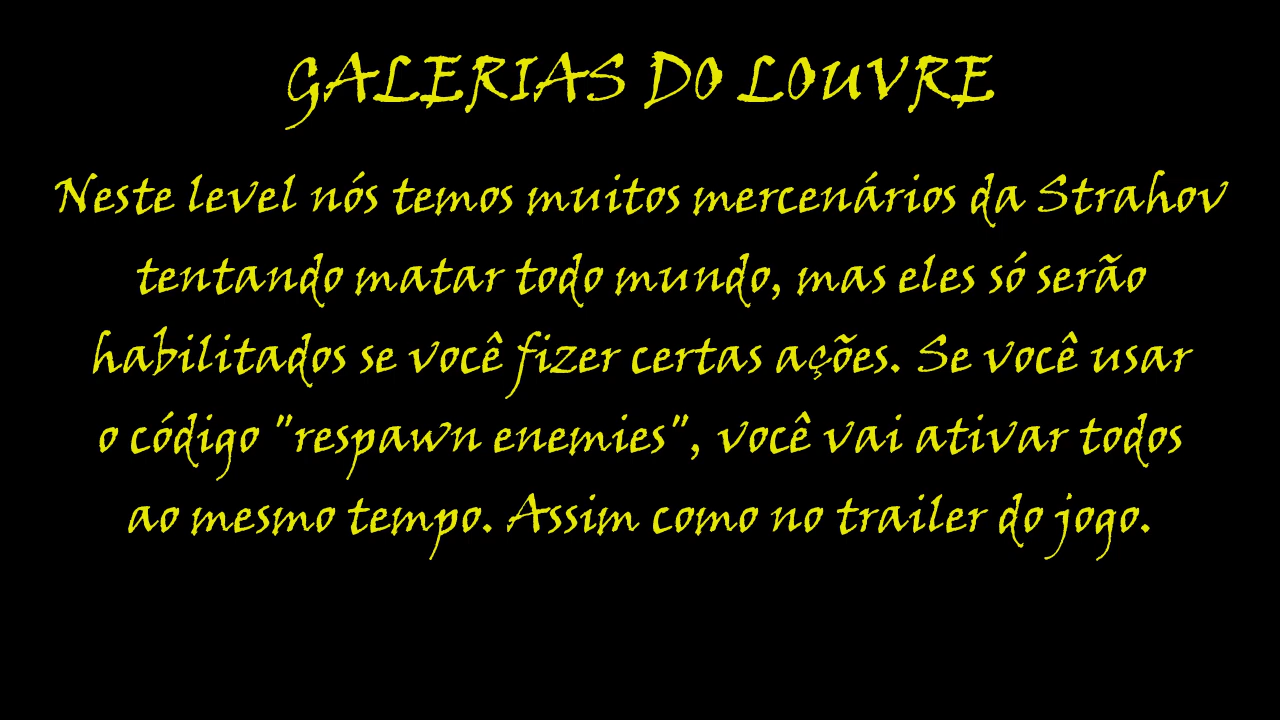 GALERIAS DO LOUVRE
Neste level nós temos muitos mercenários da Strahov
tentando matar todo mundo, mas eles só serão
habilitados se você fizer certas ações. Se você usar
o código "respawn enemies", você vai ativar todos
ao mesmo tempo. Assim como no trailer do jogo.